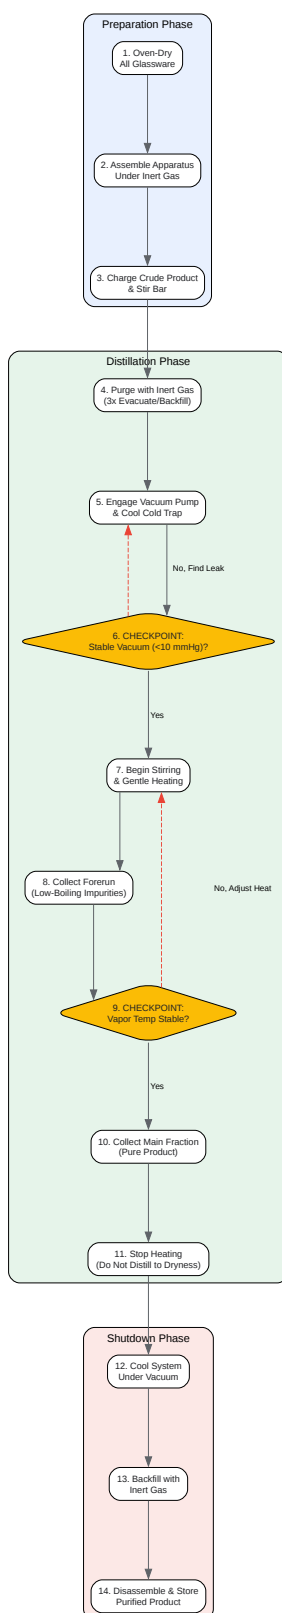 Preparation Phase
1. Oven-Dry
All Glassware
2. Assemble Apparatus
Under Inert Gas
3. Charge Crude Product
& Stir Bar
Distillation Phase
4. Purge with Inert Gas
(3x Evacuate/Backfill)
5. Engage Vacuum Pump
& Cool Cold Trap
No, Find Leak
6. CHECKPOINT:
Stable Vacuum (<10 mmHg)?
Yes
7. Begin Stirring
& Gentle Heating
8. Collect Forerun
(Low-Boiling Impurities)
No, Adjust Heat
9. CHECKPOINT:
Vapor Temp Stable?
Yes
10. Collect Main Fraction
(Pure Product)
11. Stop Heating
(Do Not Distill to Dryness)
Shutdown Phase
12. Cool System
Under Vacuum
13. Backfill with
Inert Gas
14. Disassemble & Store
Purified Product